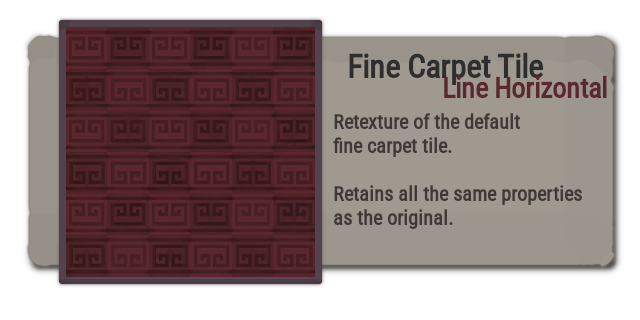 Fine Carpet Tile
Line Horizontal
Retexture of the default
fine carpet tile.
Retains all the same properties
as the original.